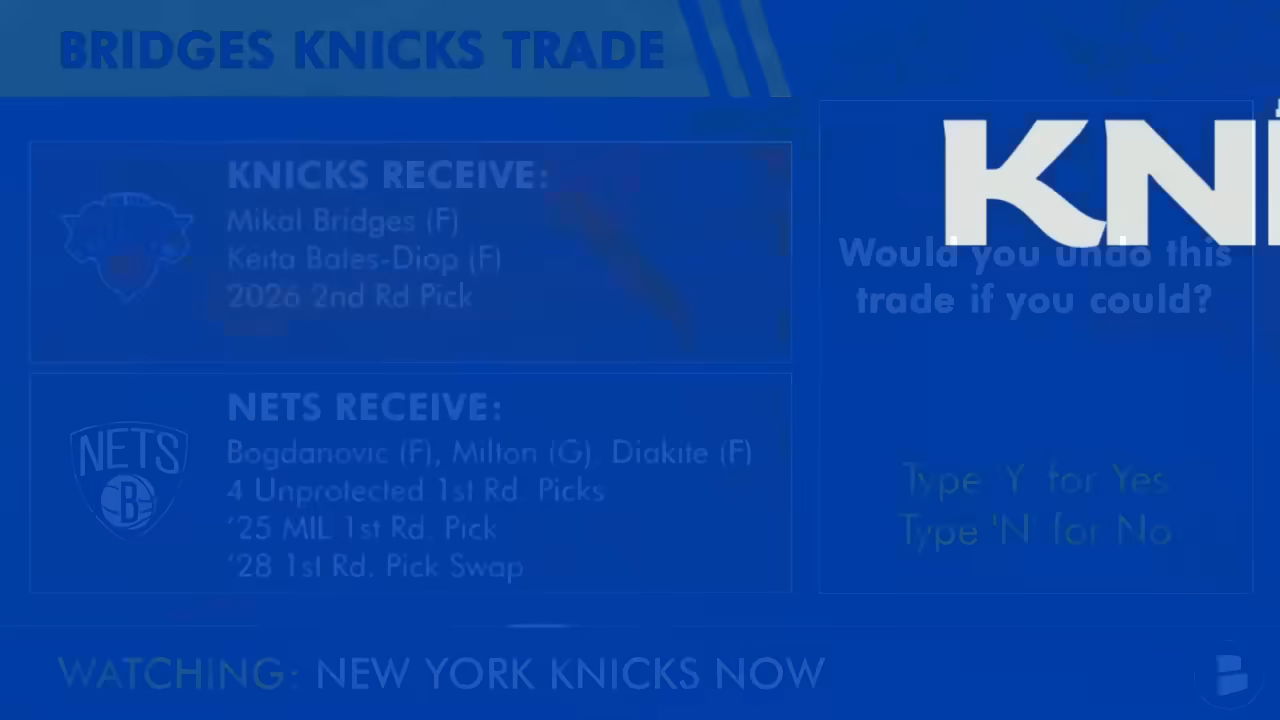 BRIDGES KNICKS TRADE
KNICKS RECEIVE:
Mikal Bridges (F)
Keita Bates-Diop (F)
2026 2nd Rd Pick
NETS RECEIVE:
NETS
B
Bogdanovic (F), Milton (G), Diakite (F)
4 Unprotected 1st Rd. Picks
'25 MIL 1st Rd. Pick
'28 1st Rd. Pick Swap
KN
Would you undo this
trade if you could?
Type 'Y' for Yes
Type 'N' for No
WATCHING: NEW YORK KNICKS NOW